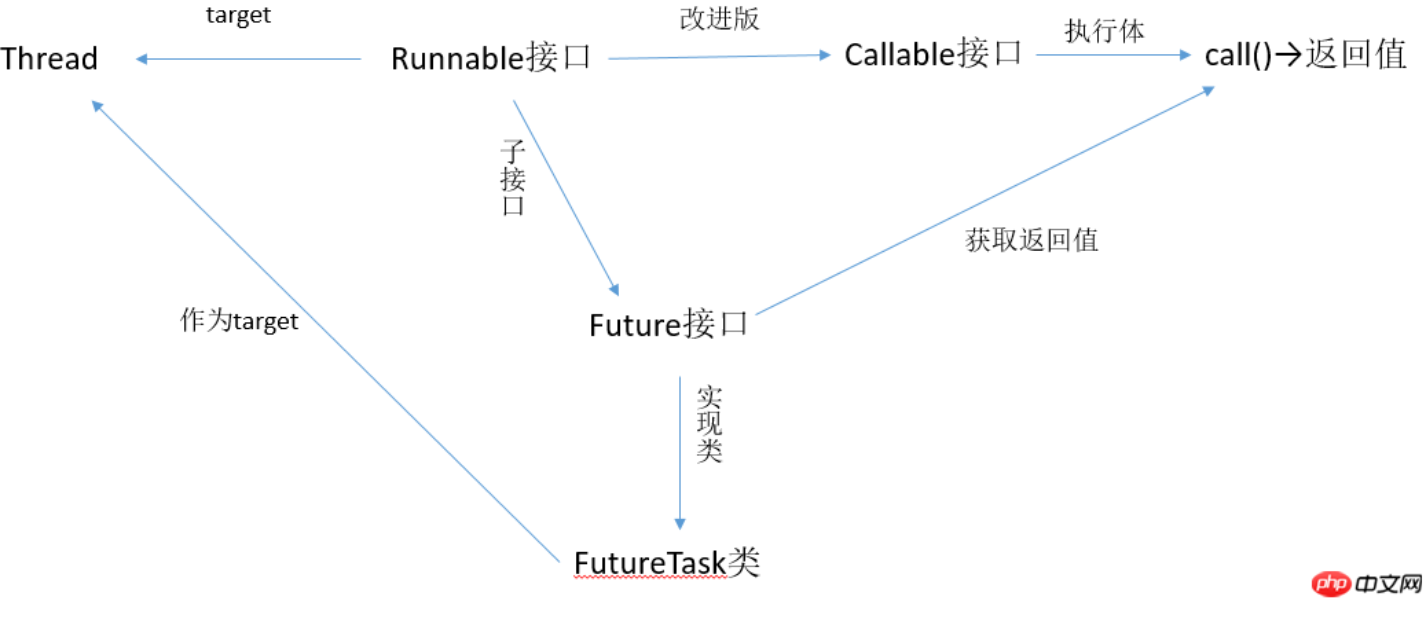 target
改进版
执行体
Thread
Runnable接口
Callable接口
call()→返回值
子接口
获取返回值
作为target
Future接口
实现类
FutureTask类
php 中文网